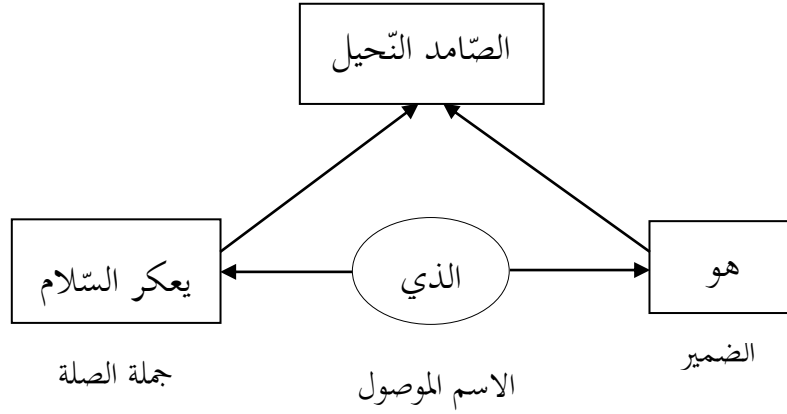 الصّامد النّحيل
هو
الذي
يعكر السّلام
الضمير
الاسم الموصول
جملة الصلة